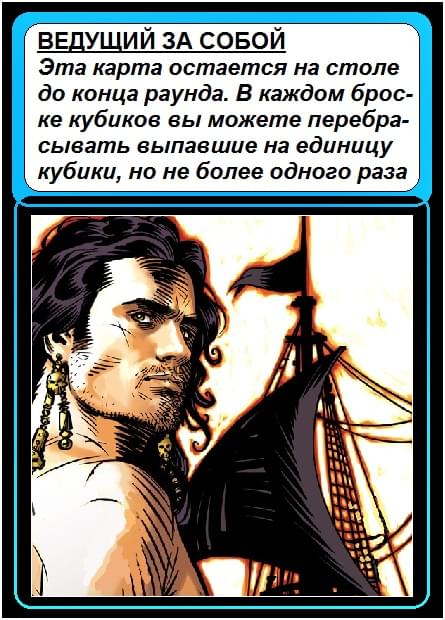 ВЕДУЩИЙ ЗА СОБОЙ
Эта карта остается на столе
до конца раунда. В каждом брос-
ке кубиков вы можете перебра-
сывать выпавшие на единицу
кубики, но не более одного раза